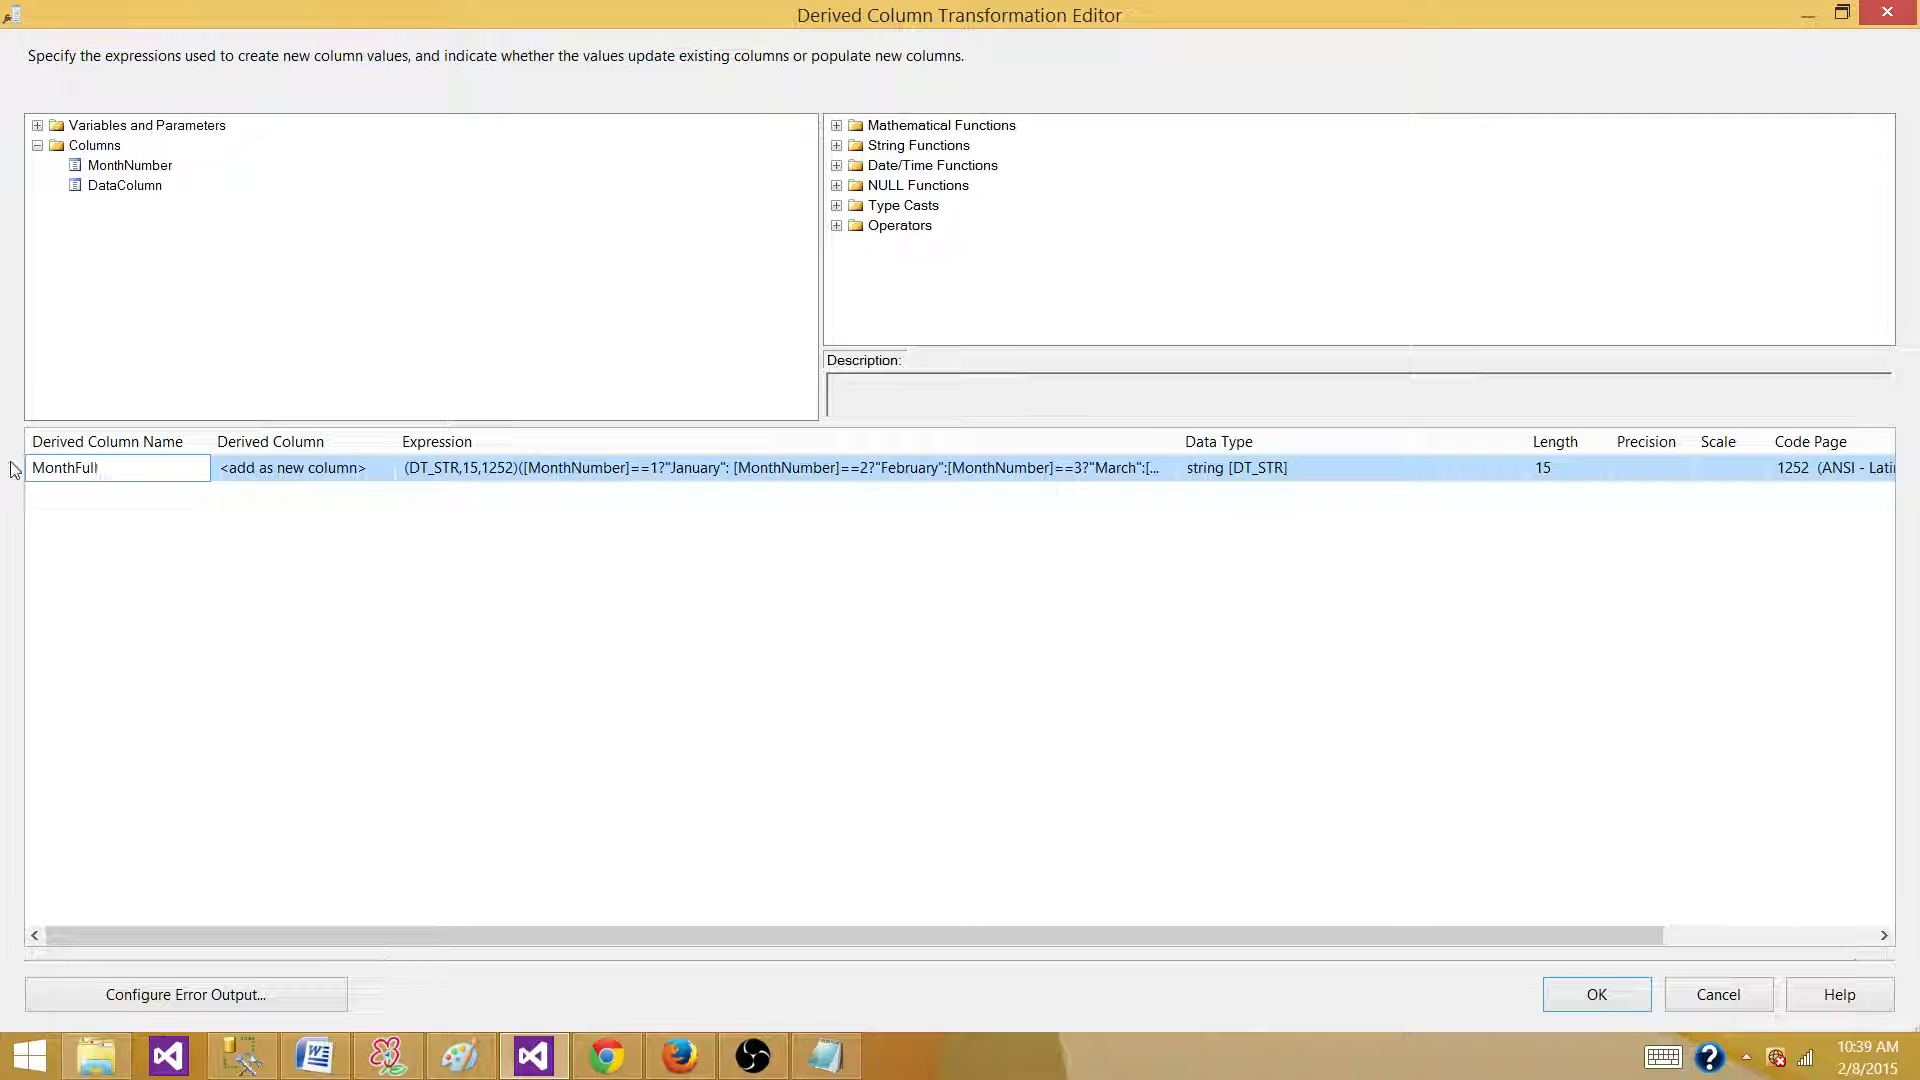 Derived Column Transformation Editor
Specify the expressions used to create new column values, and indicate whether the values update existing columns or populate new columns.
Variables and Parameters
Columns
MonthNumber
DataColumn
Mathematical Functions
String Functions
Date/Time Functions
NULL Functions
Type Casts
Operators
Description:
Derived Column Name Derived Column Expression Data Type Length Precision Scale Code Page
MonthFull <add as new column> (DT_STR,15,1252)([MonthNumber]==1?"January": [MonthNumber]==2?"February":[MonthNumber]==3?"March":[... string [DT_STR] 15 1252 (ANSI - Lati
Configure Error Output... OK Cancel Help
10:39 AM
2/8/2015